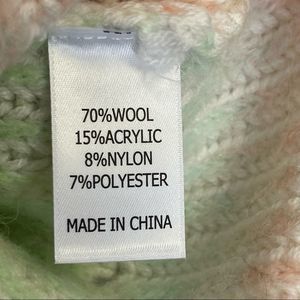 70%WOOL
15%ACRYLIC
8%NYLON
7%POLYESTER
MADE IN CHINA